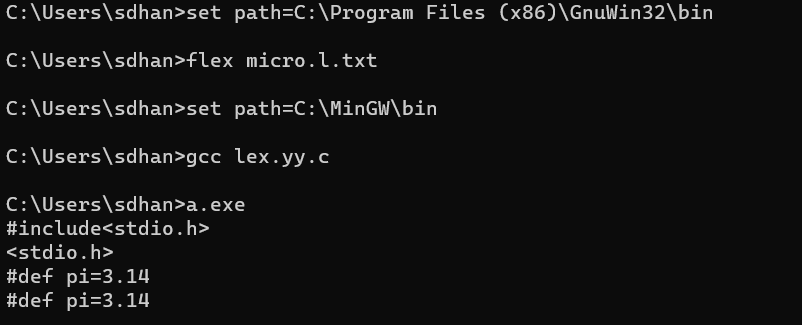 C:\Users\sdhan>set path=C:\Program Files (x86)\GnuWin32\bin
C:\Users\sdhan>flex micro.l.txt
C:\Users\sdhan>set path=C:\MinGW\bin
C:\Users\sdhan>gcc lex.yy.c
C:\Users\sdhan>a.exe
#include<stdio.h>
<stdio.h>
#def pi=3.14
#def pi=3.14